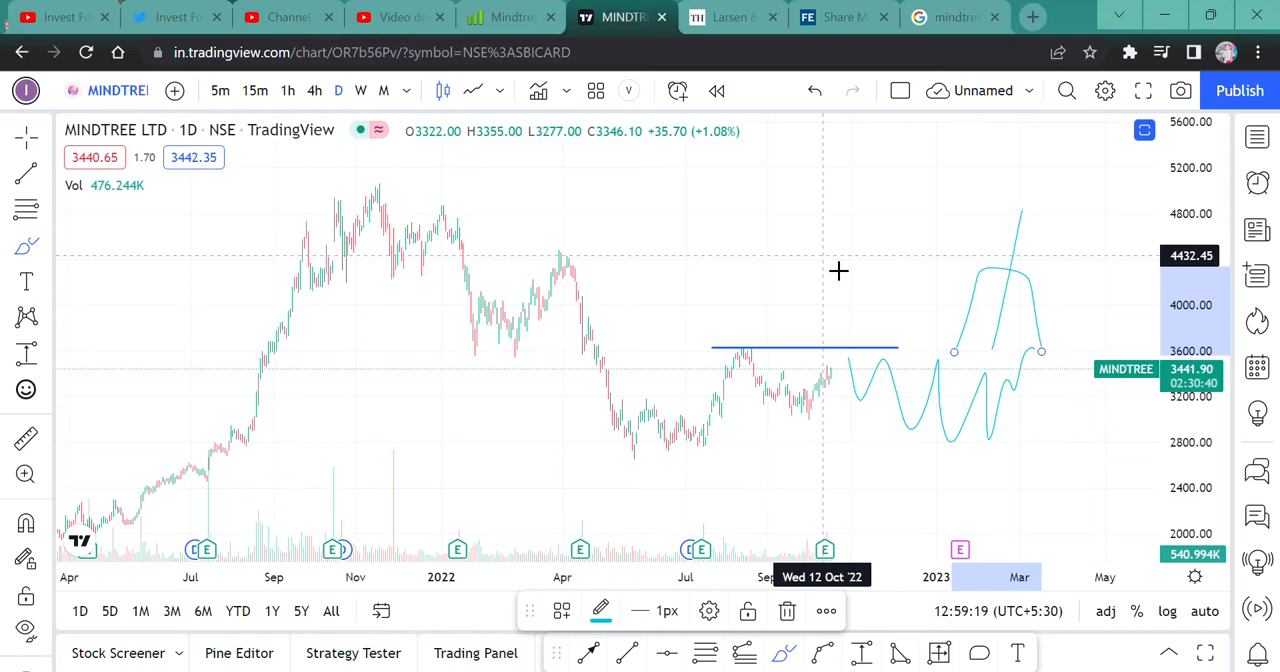 Invest Fo
Invest Fo
Channel
Video de
Mindtree
MINDTRE
Larsen &
Share M
mindtree
in.tradingview.com/chart/OR7b56Pv/?symbol=NSE%3ASBICARD
MINDTREE
5m 15m 1h 4h D W M
Unnamed
Publish
MINDTREE LTD · 1D · NSE · TradingView
O3322.00 H3355.00 L3277.00 C3346.10 +35.70 (+1.08%)
3440.65 1.70 3442.35
Vol 476.244K
5600.00
5200.00
4800.00
4432.45
4000.00
3600.00
MINDTREE 3441.90
02:30:40
3200.00
2800.00
2400.00
2000.00
540.994K
D E E D E E D E E E
Apr Jul Sep Nov 2022 Apr Jul Sep Wed 12 Oct '22 2023 Mar May
1D 5D 1M 3M 6M YTD 1Y 5Y All
1px
12:59:19 (UTC+5:30) adj % log auto
Stock Screener Pine Editor Strategy Tester Trading Panel